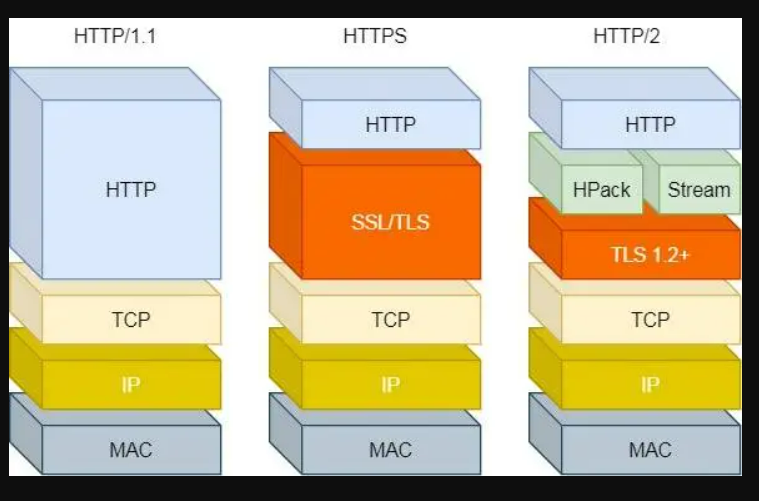 HTTP/1.1
HTTP
TCP
IP
MAC
HTTPS
HTTP
SSL/TLS
TCP
IP
MAC
HTTP/2
HTTP
HPack
Stream
TLS 1.2+
TCP
IP
MAC